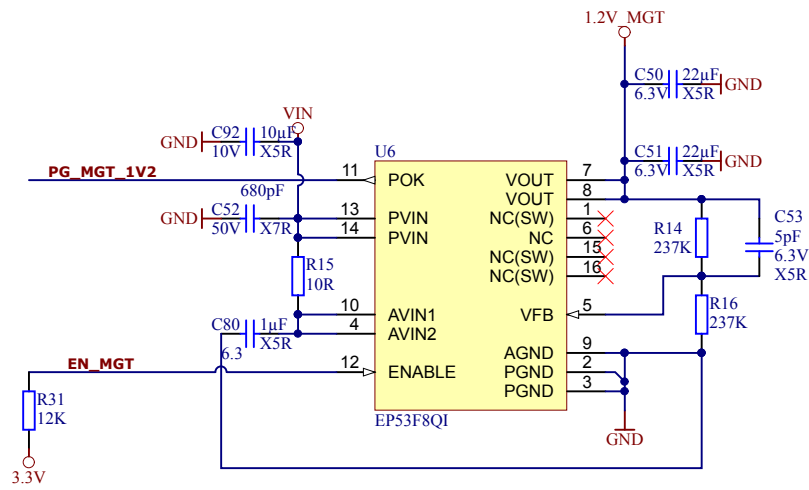 1.2V_MGT
C50 22µF
6.3V X5R
GND
VIN
GND
C92 10µF
10V X5R
U6
C51 22µF
6.3V X5R
GND
PG_MGT_1V2
11 POK
VOUT 7
680pF
VOUT 8
GND
C52
50V X7R
13 PVIN
NC(SW) 1
14 PVIN
NC 6
NC(SW) 15
NC(SW) 16
R14
237K
C53
5pF
6.3V
X5R
R15
10R
C80 1µF
6.3 X5R
10 AVIN1
4 AVIN2
VFB 5
R16
237K
EN_MGT
12 ENABLE
AGND 9
PGND 2
PGND 3
R31
12K
EP53F8QI
GND
3.3V